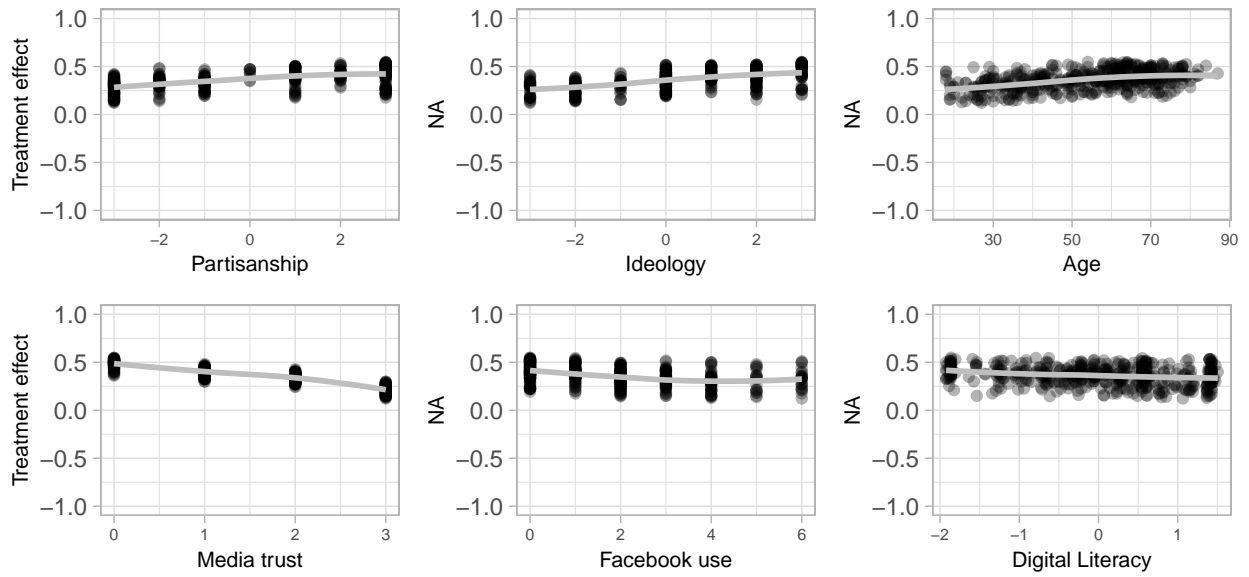 Treatment effect
1.0
0.5
0.0
−0.5
−1.0
−2 0 2
Partisanship
NA
1.0
0.5
0.0
−0.5
−1.0
−2 0 2
Ideology
NA
1.0
0.5
0.0
−0.5
−1.0
30 50 70 90
Age
Treatment effect
1.0
0.5
0.0
−0.5
−1.0
0 1 2 3
Media trust
NA
1.0
0.5
0.0
−0.5
−1.0
0 2 4 6
Facebook use
NA
1.0
0.5
0.0
−0.5
−1.0
−2 −1 0 1
Digital Literacy